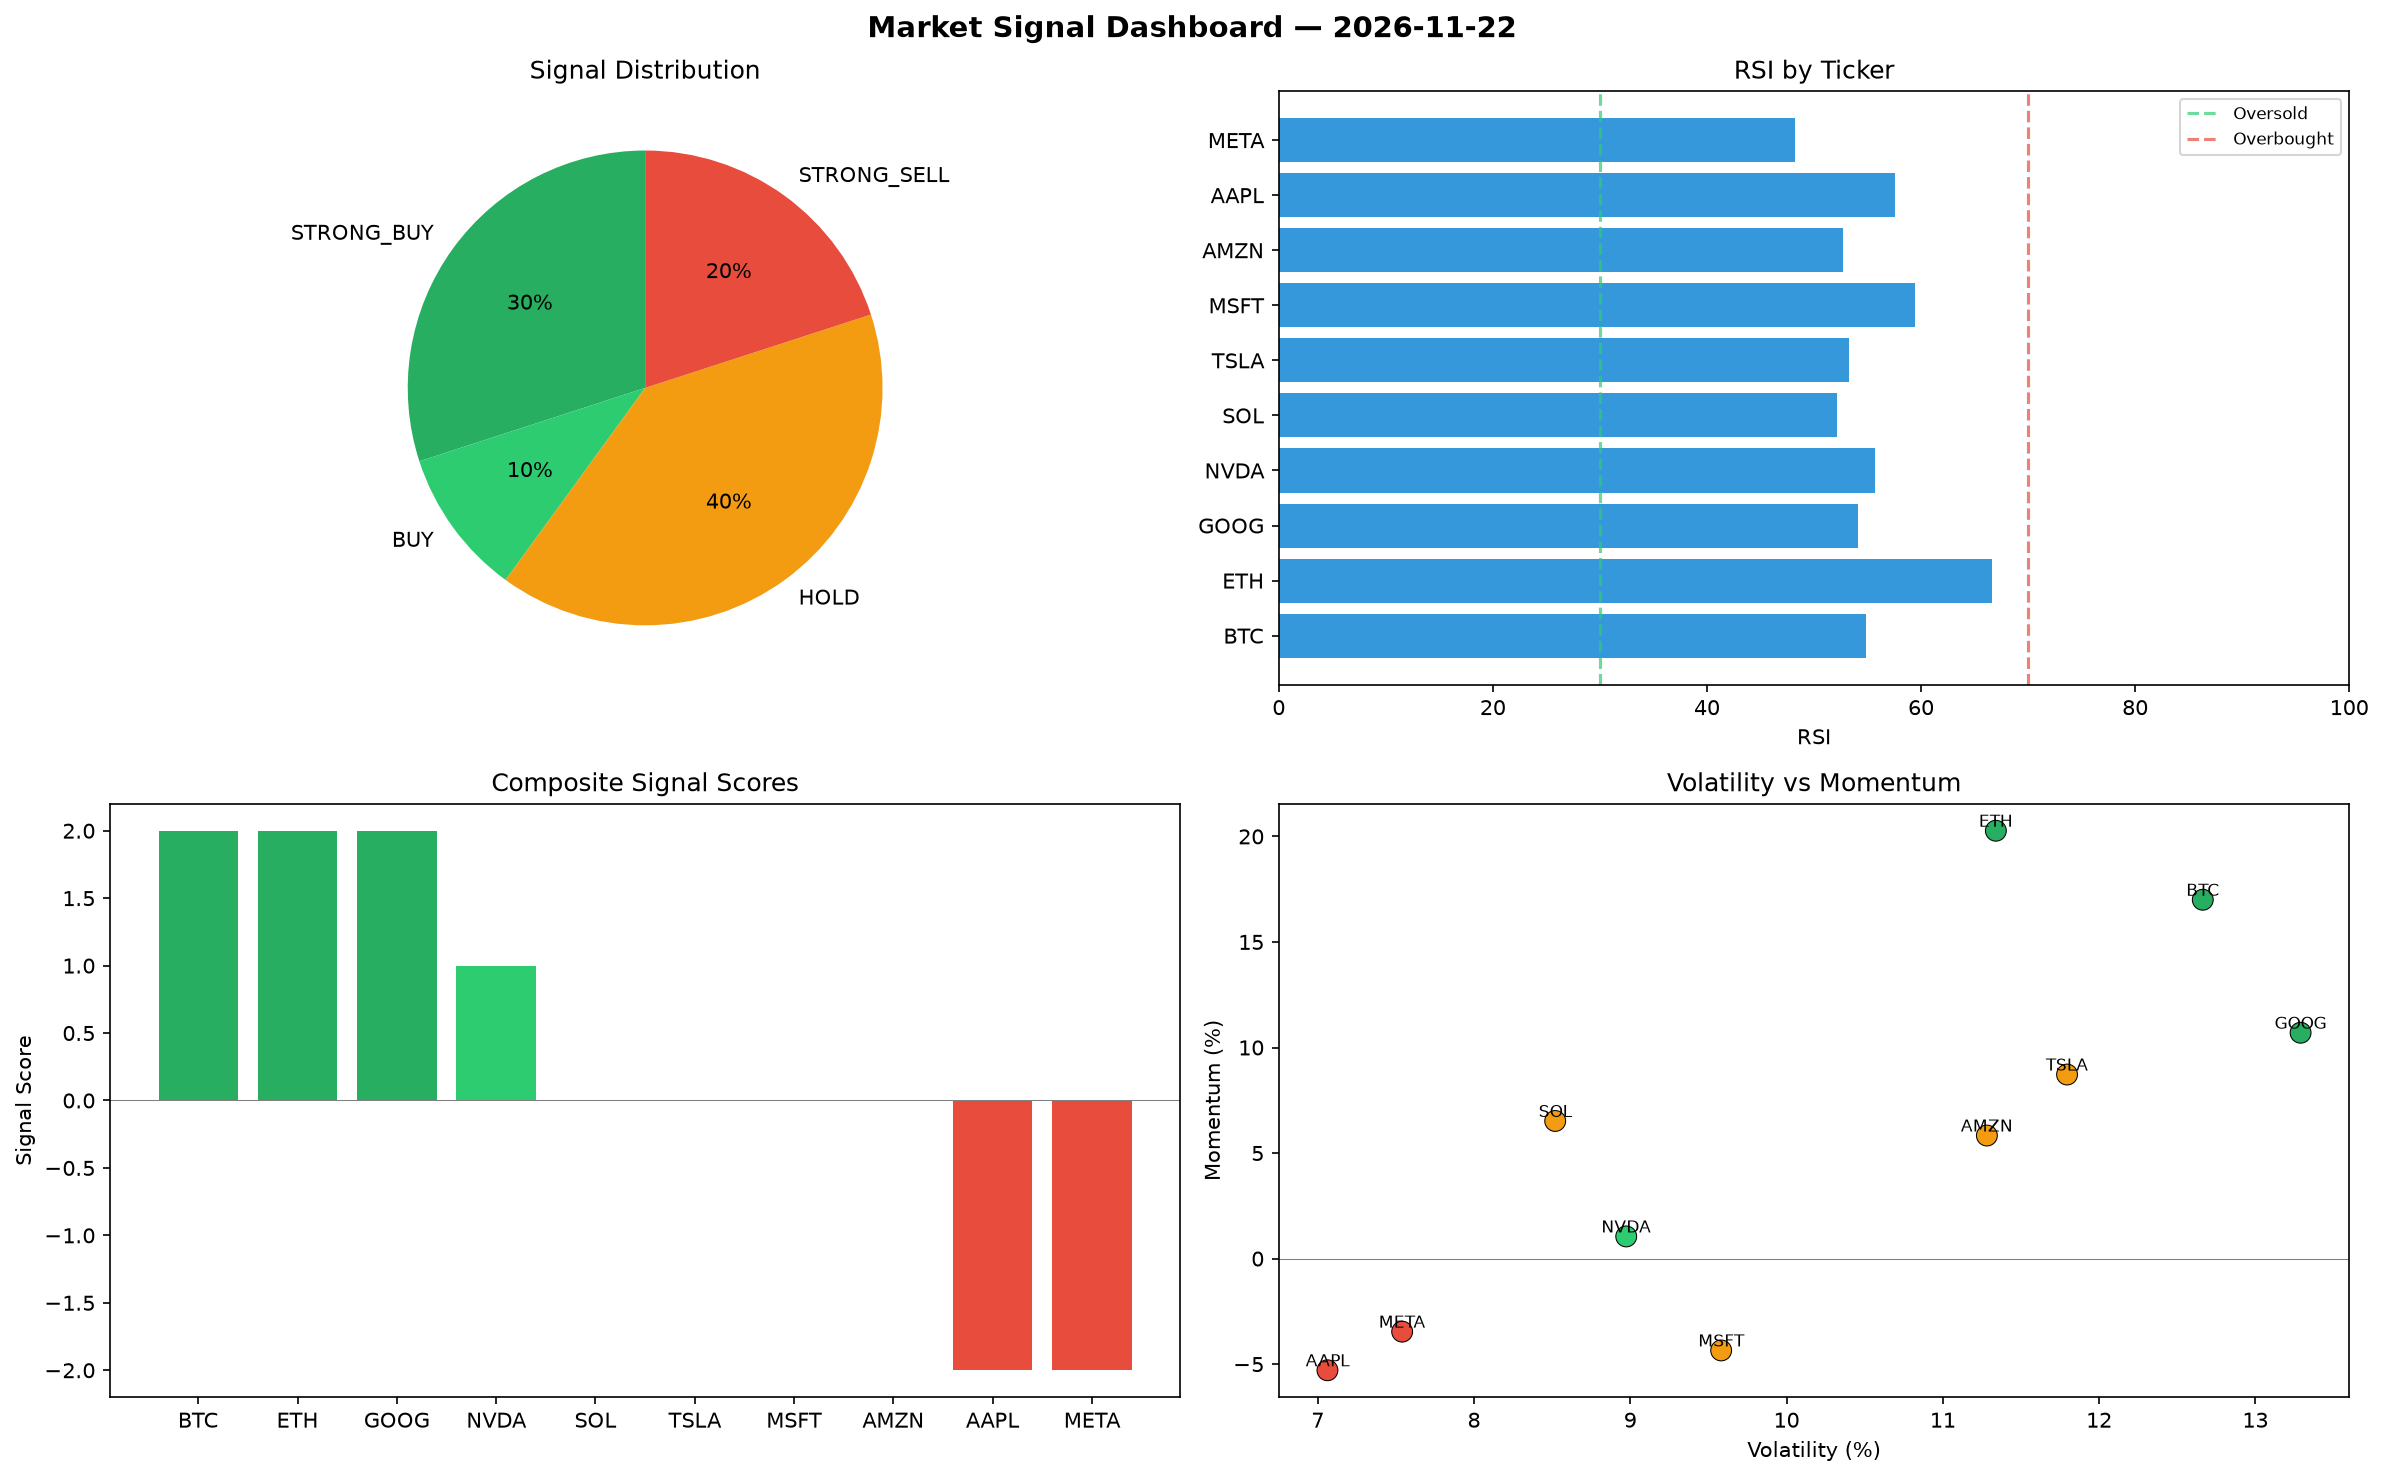 Market Signal Dashboard — 2026-11-22
Signal Distribution
STRONG_SELL
STRONG_BUY
20%
30%
10%
40%
BUY
HOLD
RSI by Ticker
Oversold
Overbought
META
AAPL
AMZN
MSFT
TSLA
SOL
NVDA
GOOG
ETH
BTC
0 20 40 60 80 100
RSI
Composite Signal Scores
Signal Score
2.0
1.5
1.0
0.5
0.0
−0.5
−1.0
−1.5
−2.0
BTC ETH GOOG NVDA SOL TSLA MSFT AMZN AAPL META
Volatility vs Momentum
Momentum (%)
20
15
10
5
0
−5
ETH
BTC
GOOG
TSLA
SOL
AMZN
NVDA
META
MSFT
AAPL
7 8 9 10 11 12 13
Volatility (%)